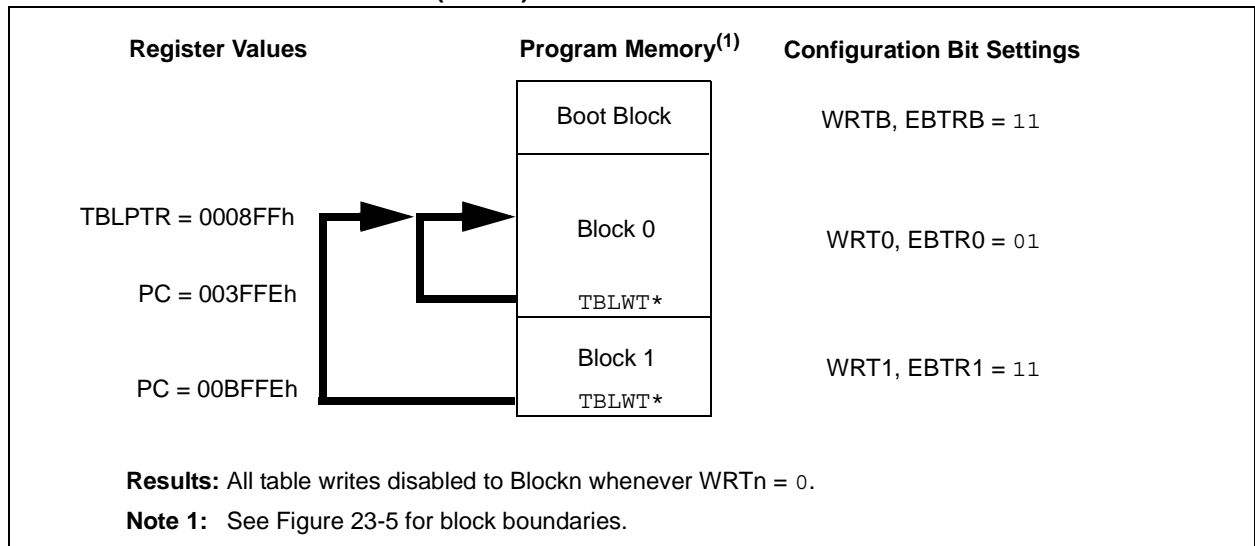 Register Values Program Memory(1) Configuration Bit Settings
Boot Block WRTB, EBTRB = 11
TBLPTR = 0008FFh Block 0 WRT0, EBTR0 = 01
PC = 003FFEh TBLWT*
Block 1 WRT1, EBTR1 = 11
PC = 00BFFEh TBLWT*
Results: All table writes disabled to Blockn whenever WRTn = 0.
Note 1: See Figure 23-5 for block boundaries.